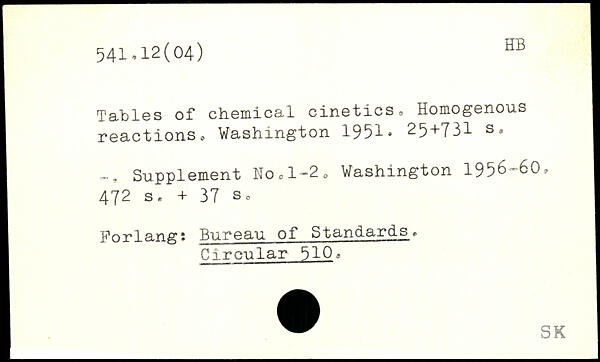 541.12(04)
HB
Tables of chemical cinetics. Homogenous
reactions. Washington 1951. 25+731 s.
-. Supplement No.1-2. Washington 1956-60.
472 s. + 37 s.
Forlang: Bureau of Standards.
Circular 510.
SK